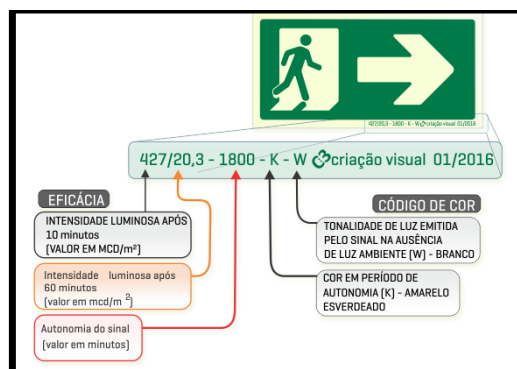 427/20,3 - 1800 - K - W criação visual 01/2016
427/20,3 - 1800 - K - W criação visual 01/2016
EFICÁCIA
INTENSIDADE LUMINOSA APÓS
10 minutos
(VALOR EM MCD/m²)
Intensidade luminosa após
60 minutos
(valor em mcd/m ²)
Autonomia do sinal
(valor em minutos)
CÓDIGO DE COR
TONALIDADE DE LUZ EMITIDA
PELO SINAL NA AUSÊNCIA
DE LUZ AMBIENTE (W) - BRANCO
COR EM PERÍODO DE
AUTONOMIA (K) - AMARELO
ESVERDEADO